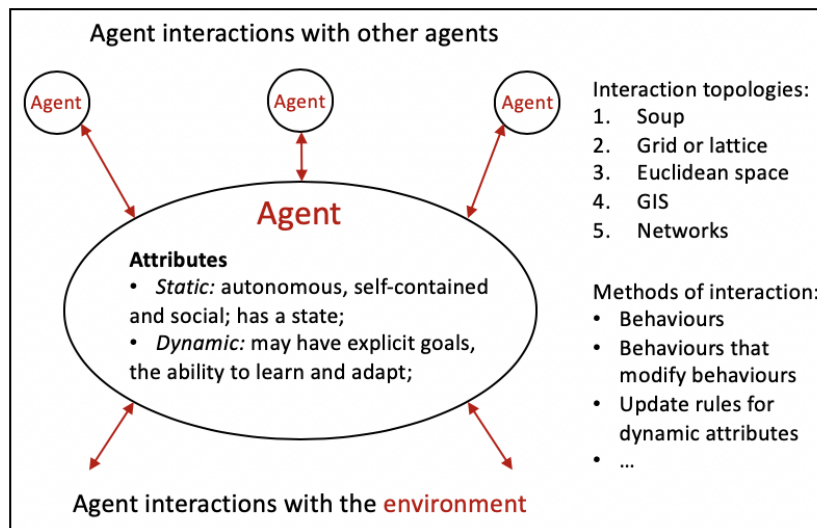 Agent interactions with other agents
Agent
Agent
Agent
Agent
Attributes
• Static: autonomous, self-contained
and social; has a state;
• Dynamic: may have explicit goals,
the ability to learn and adapt;
Agent interactions with the environment
Interaction topologies:
1. Soup
2. Grid or lattice
3. Euclidean space
4. GIS
5. Networks
Methods of interaction:
• Behaviours
• Behaviours that
modify behaviours
• Update rules for
dynamic attributes
• ...